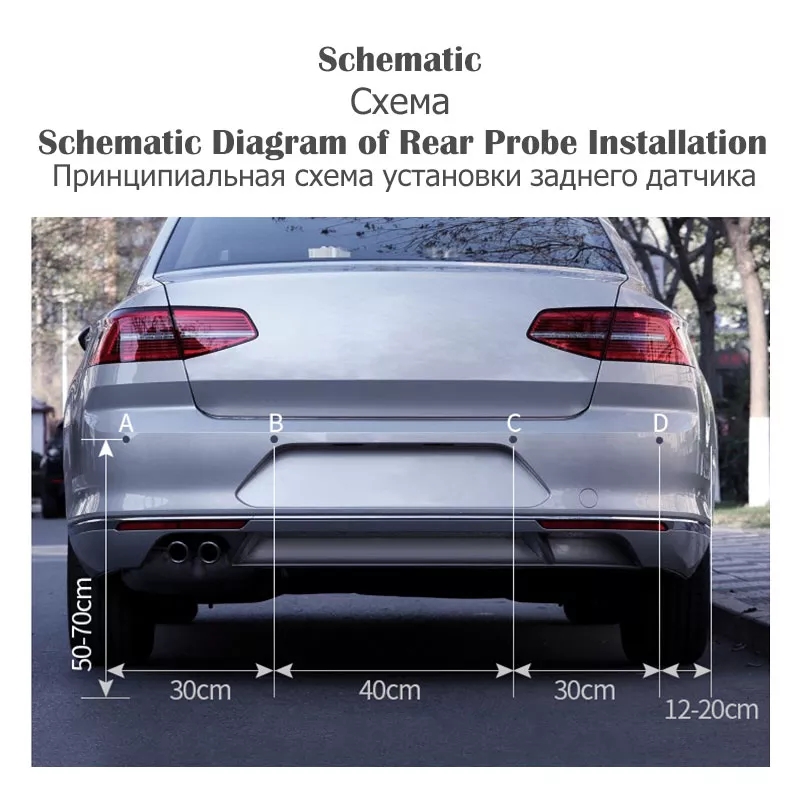 Schematic
Схема
Schematic Diagram of Rear Probe Installation
Принципиальная схема установки заднего датчика
A B C D
50-70cm
30cm 40cm 30cm
12-20cm